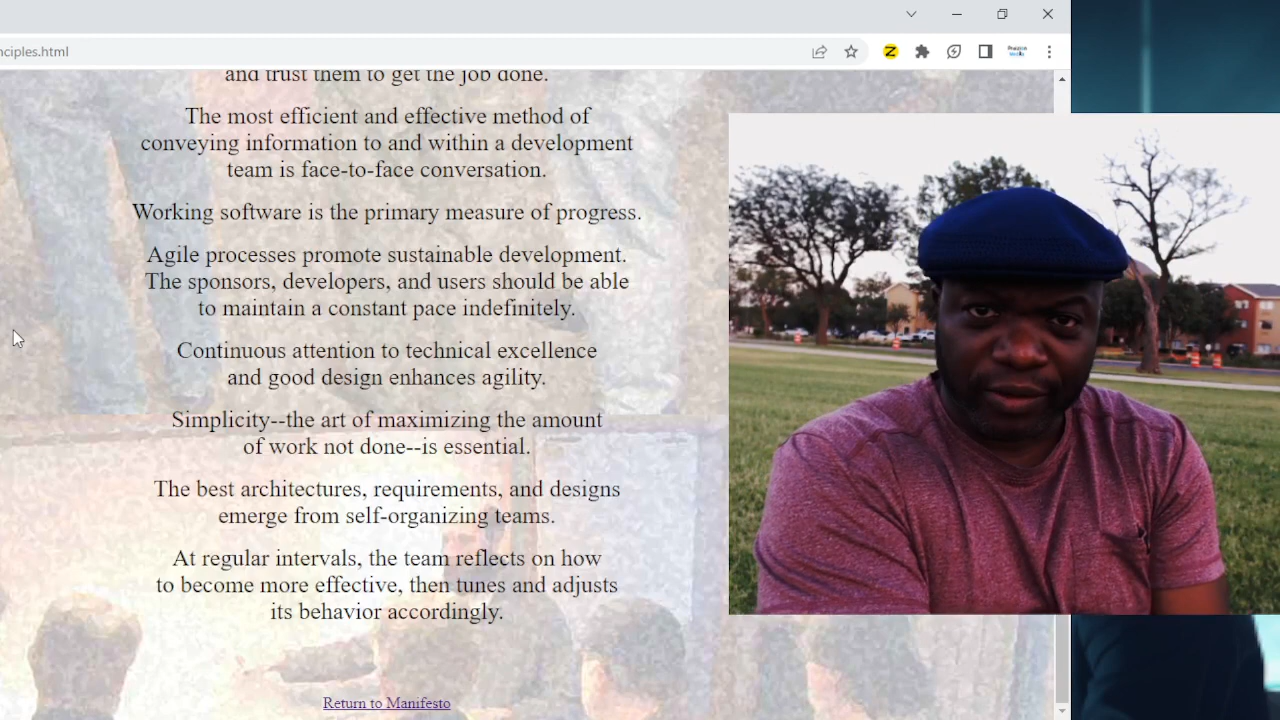 nciples.html
and trust them to get the job done.
The most efficient and effective method of
conveying information to and within a development
team is face-to-face conversation.
Working software is the primary measure of progress.
Agile processes promote sustainable development.
The sponsors, developers, and users should be able
to maintain a constant pace indefinitely.
Continuous attention to technical excellence
and good design enhances agility.
Simplicity--the art of maximizing the amount
of work not done--is essential.
The best architectures, requirements, and designs
emerge from self-organizing teams.
At regular intervals, the team reflects on how
to become more effective, then tunes and adjusts
its behavior accordingly.
Return to Manifesto